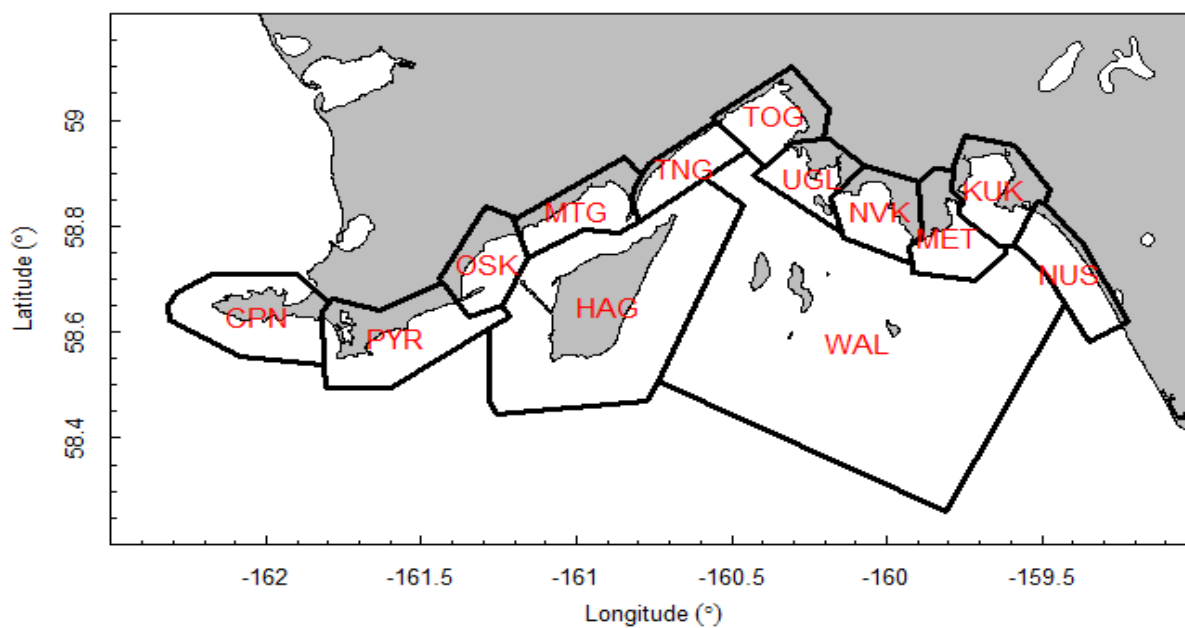 59
58.8
58.6
58.4
Latitude (°)
TOG
TNG
UGL
KUK
MTG
NVK
MET
OSK
NUS
CPN
HAG
PYR
WAL
-162
-161.5
-161
-160.5
-160
-159.5
Longitude (°)